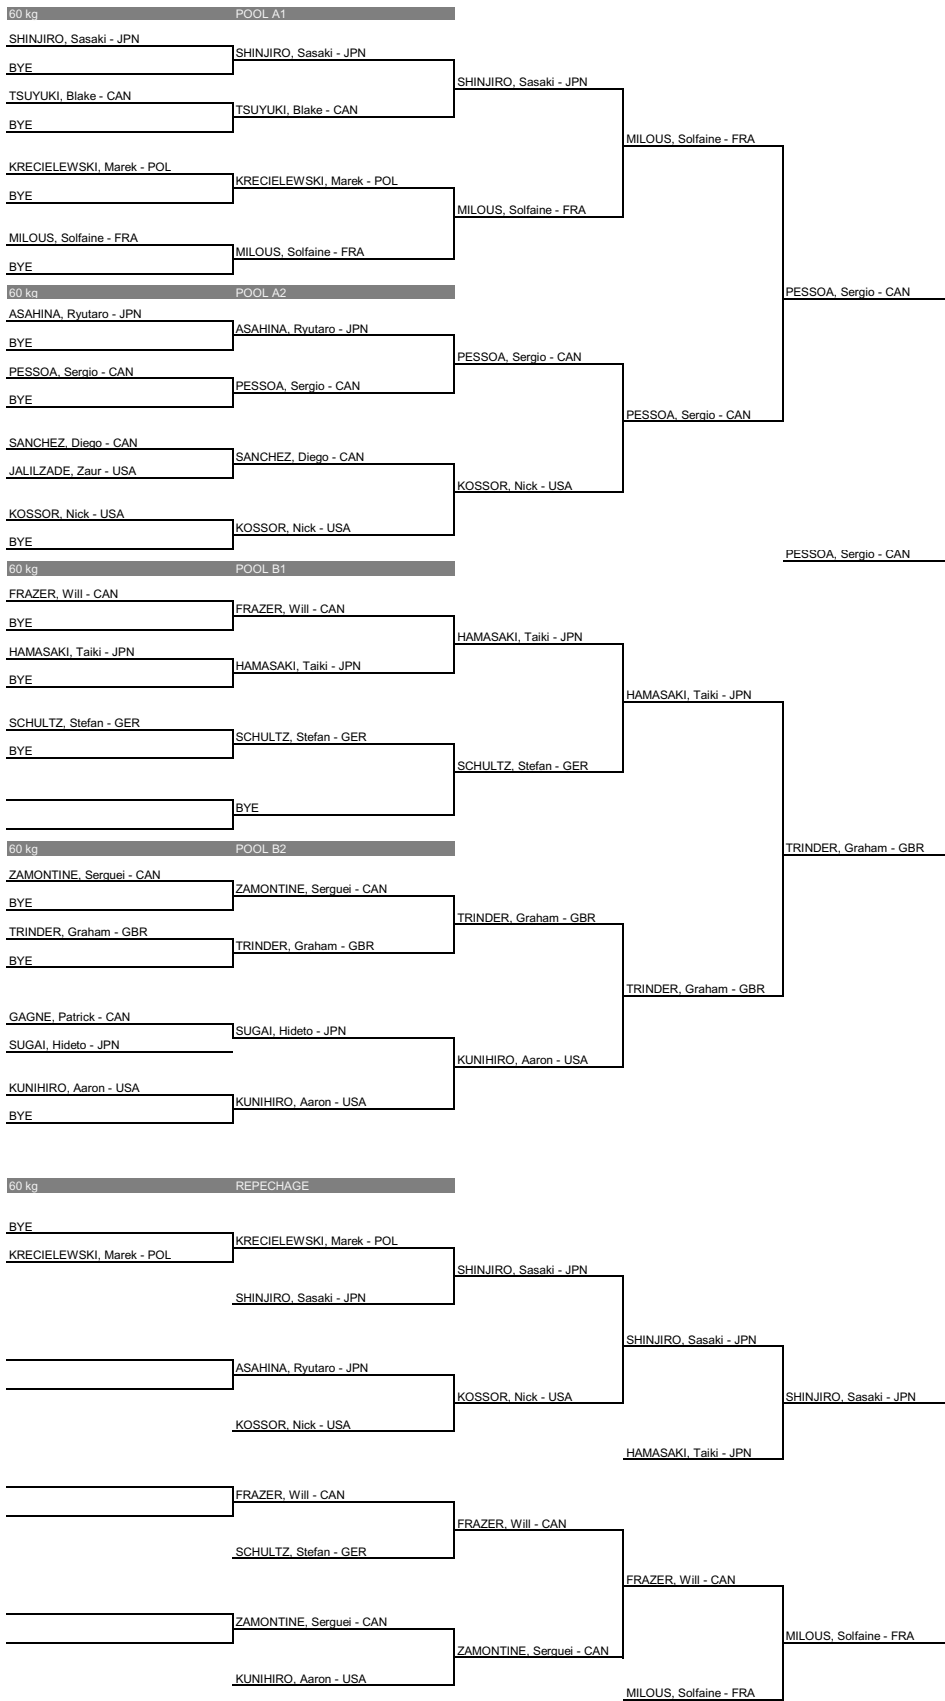 60 kg POOL A1
SHINJIRO, Sasaki - JPN
SHINJIRO, Sasaki - JPN
BYE
SHINJIRO, Sasaki - JPN
TSUYUKI, Blake - CAN
TSUYUKI, Blake - CAN
BYE
MILOUS, Solfaine - FRA
KRECIELEWSKI, Marek - POL
KRECIELEWSKI, Marek - POL
BYE
MILOUS, Solfaine - FRA
MILOUS, Solfaine - FRA
MILOUS, Solfaine - FRA
BYE
60 kg POOL A2
PESSOA, Sergio - CAN
ASAHINA, Ryutaro - JPN
ASAHINA, Ryutaro - JPN
BYE
PESSOA, Sergio - CAN
PESSOA, Sergio - CAN
PESSOA, Sergio - CAN
BYE
PESSOA, Sergio - CAN
SANCHEZ, Diego - CAN
SANCHEZ, Diego - CAN
JALILZADE, Zaur - USA
KOSSOR, Nick - USA
KOSSOR, Nick - USA
KOSSOR, Nick - USA
BYE
PESSOA, Sergio - CAN
60 kg POOL B1
FRAZER, Will - CAN
FRAZER, Will - CAN
BYE
HAMASAKI, Taiki - JPN
HAMASAKI, Taiki - JPN
HAMASAKI, Taiki - JPN
BYE
HAMASAKI, Taiki - JPN
SCHULTZ, Stefan - GER
SCHULTZ, Stefan - GER
BYE
SCHULTZ, Stefan - GER
BYE
60 kg POOL B2
TRINDER, Graham - GBR
ZAMONTINE, Serguei - CAN
ZAMONTINE, Serguei - CAN
BYE
TRINDER, Graham - GBR
TRINDER, Graham - GBR
TRINDER, Graham - GBR
BYE
TRINDER, Graham - GBR
GAGNE, Patrick - CAN
SUGAI, Hideto - JPN
SUGAI, Hideto - JPN
KUNIHIRO, Aaron - USA
KUNIHIRO, Aaron - USA
KUNIHIRO, Aaron - USA
BYE
60 kg REPECHAGE
BYE
KRECIELEWSKI, Marek - POL
KRECIELEWSKI, Marek - POL
SHINJIRO, Sasaki - JPN
SHINJIRO, Sasaki - JPN
SHINJIRO, Sasaki - JPN
ASAHINA, Ryutaro - JPN
KOSSOR, Nick - USA
SHINJIRO, Sasaki - JPN
KOSSOR, Nick - USA
HAMASAKI, Taiki - JPN
FRAZER, Will - CAN
FRAZER, Will - CAN
SCHULTZ, Stefan - GER
FRAZER, Will - CAN
ZAMONTINE, Serguei - CAN
MILOUS, Solfaine - FRA
ZAMONTINE, Serguei - CAN
KUNIHIRO, Aaron - USA
MILOUS, Solfaine - FRA